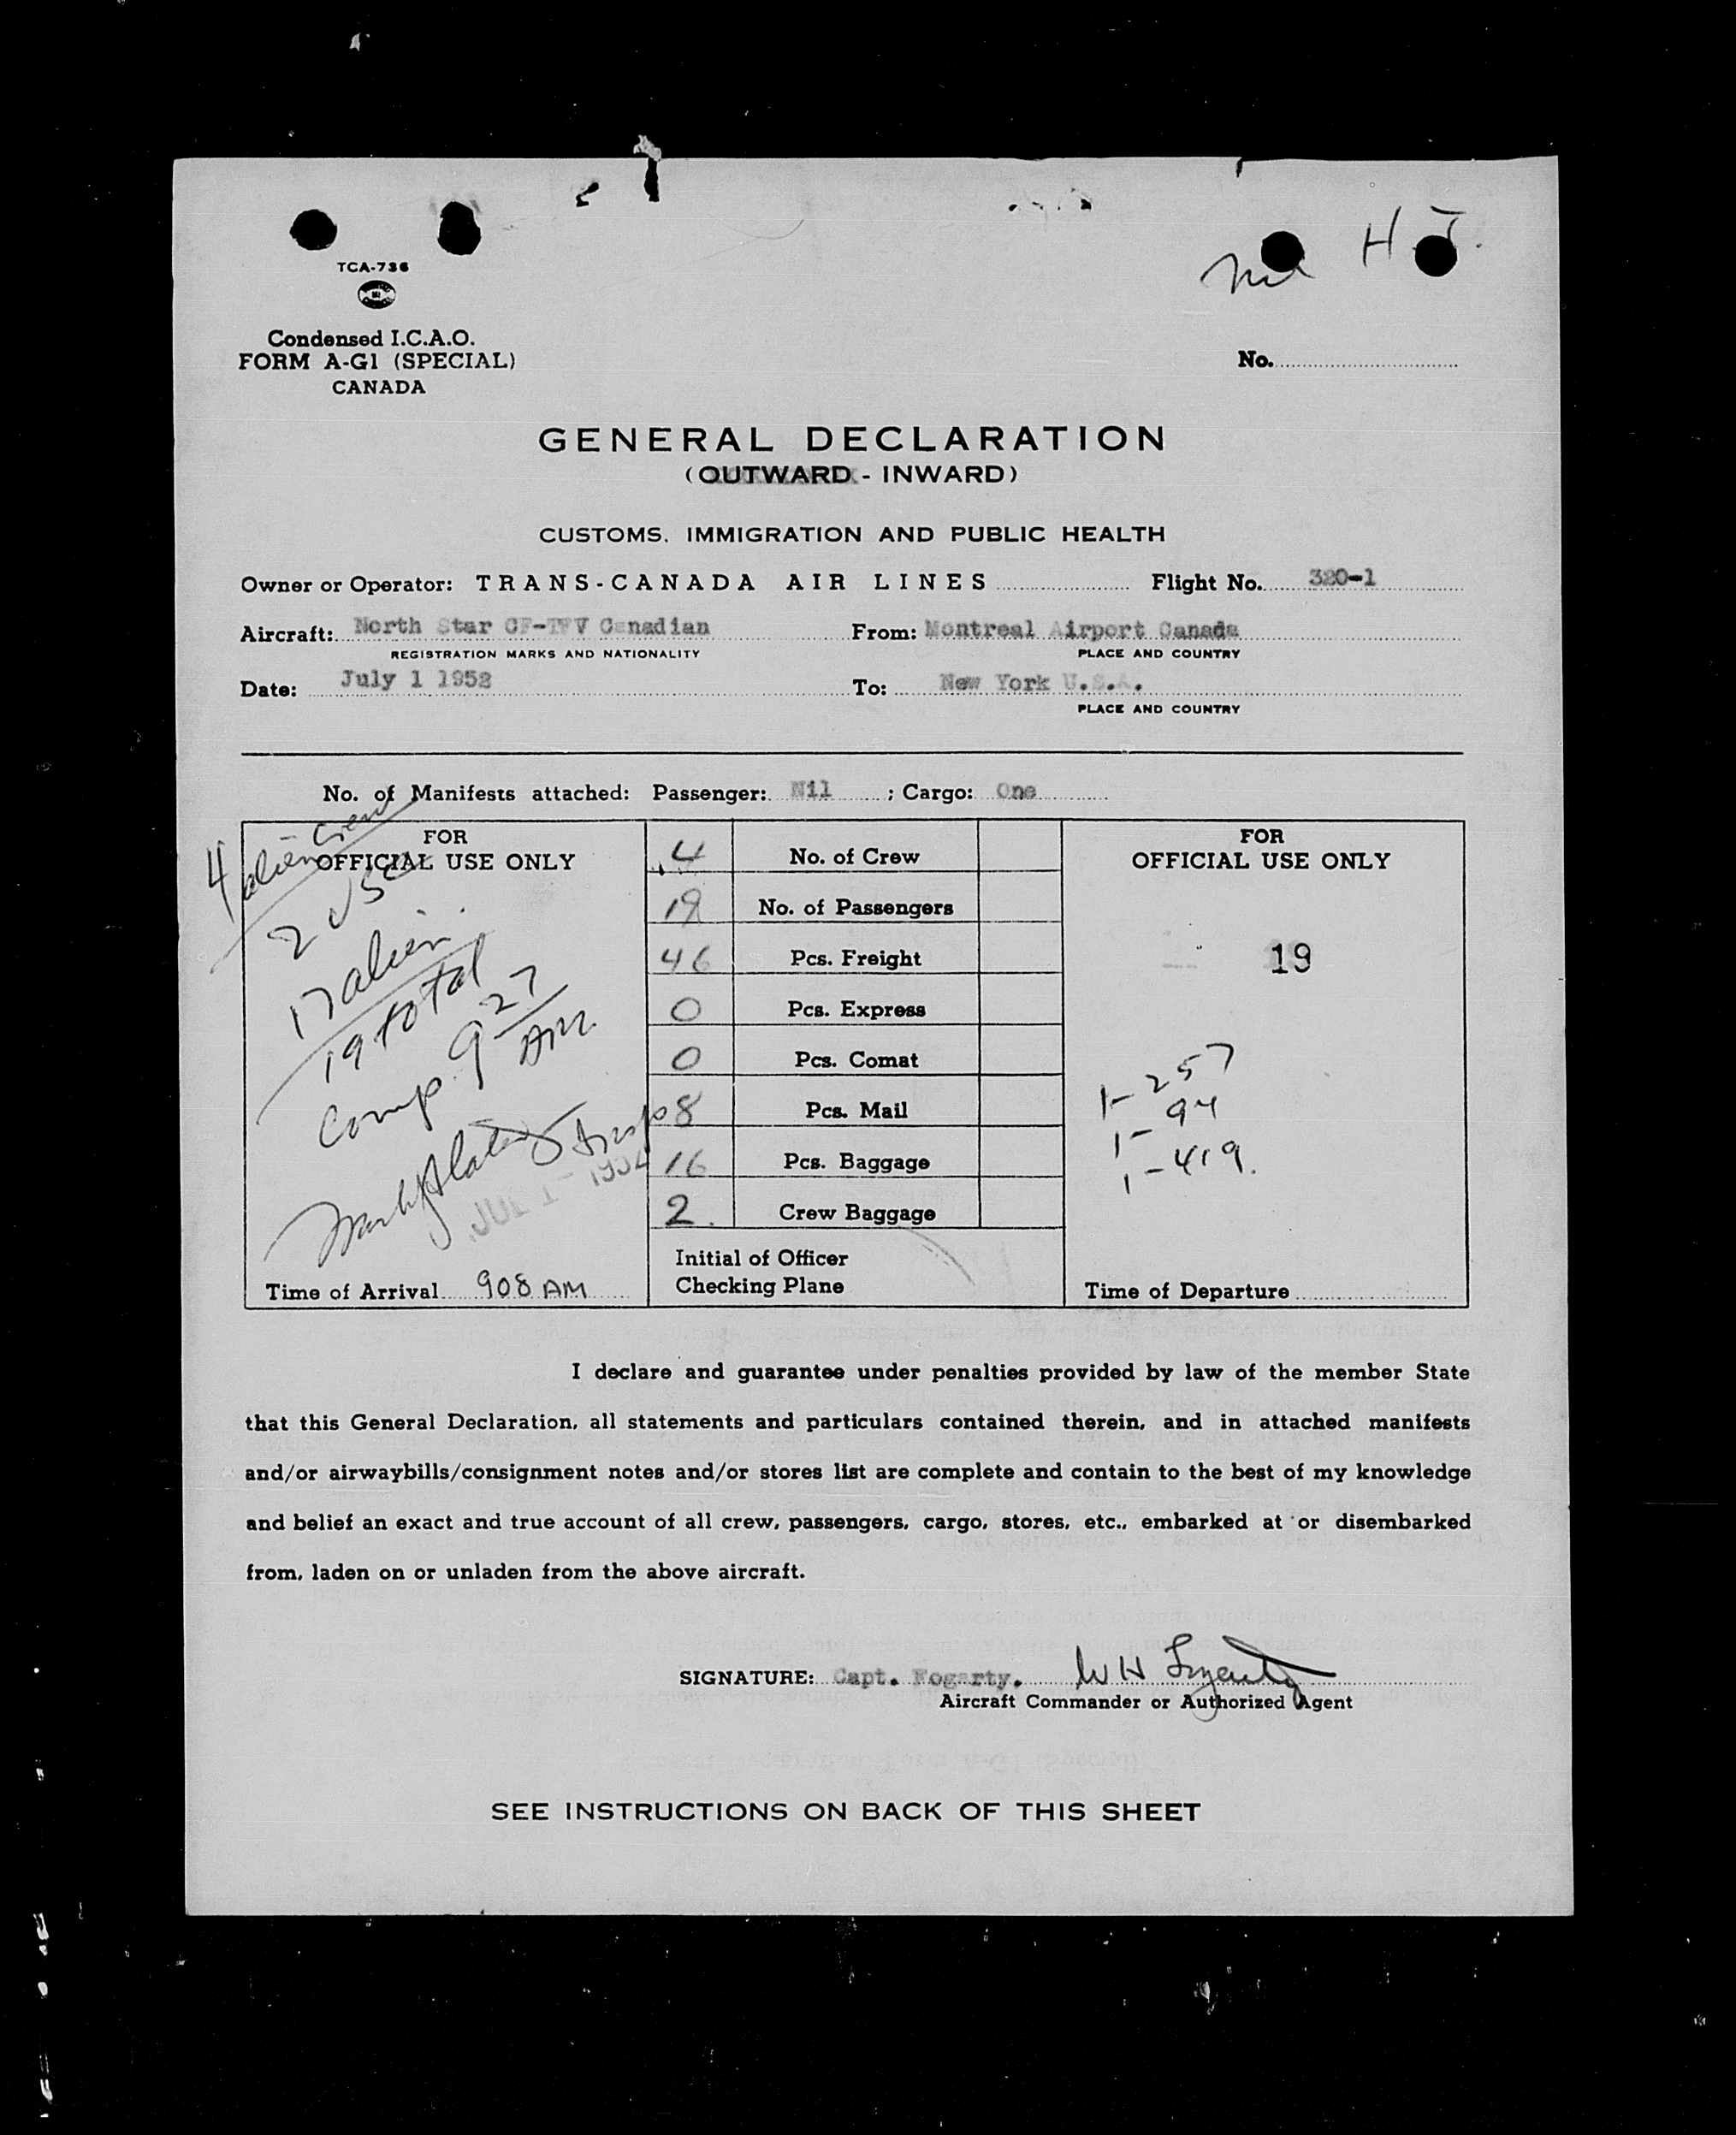 nil H.J.
TCA-736
Condensed I.C.A.O.
FORM A-G1 (SPECIAL)
CANADA
No.
GENERAL DECLARATION
(OUTWARD - INWARD)
CUSTOMS, IMMIGRATION AND PUBLIC HEALTH
Owner or Operator: TRANS-CANADA AIR LINES Flight No. 320-1
Aircraft: North Star CF-TFV Canadian From: Montreal Airport Canada
REGISTRATION MARKS AND NATIONALITY PLACE AND COUNTRY
Date: July 1 1952 To: New York U.S.A.
PLACE AND COUNTRY
No. of Manifests attached: Passenger: Nil ; Cargo: One
4 alien Crew
FOR
OFFICIAL USE ONLY
2 USC
17 alien
19 total
Comp. 9 27 AM
JUL 1 - 1952
Time of Arrival 908 AM
4 No. of Crew
19 No. of Passengers
46 Pcs. Freight
0 Pcs. Express
0 Pcs. Comat
8 Pcs. Mail
16 Pcs. Baggage
2. Crew Baggage
Initial of Officer
Checking Plane
FOR
OFFICIAL USE ONLY
19
1-257
1-94
1-419.
Time of Departure
I declare and guarantee under penalties provided by law of the member State
that this General Declaration, all statements and particulars contained therein, and in attached manifests
and/or airwaybills/consignment notes and/or stores list are complete and contain to the best of my knowledge
and belief an exact and true account of all crew, passengers, cargo, stores, etc., embarked at or disembarked
from, laden on or unladen from the above aircraft.
SIGNATURE: Capt. Fogarty. W H Fogarty
Aircraft Commander or Authorized Agent
SEE INSTRUCTIONS ON BACK OF THIS SHEET